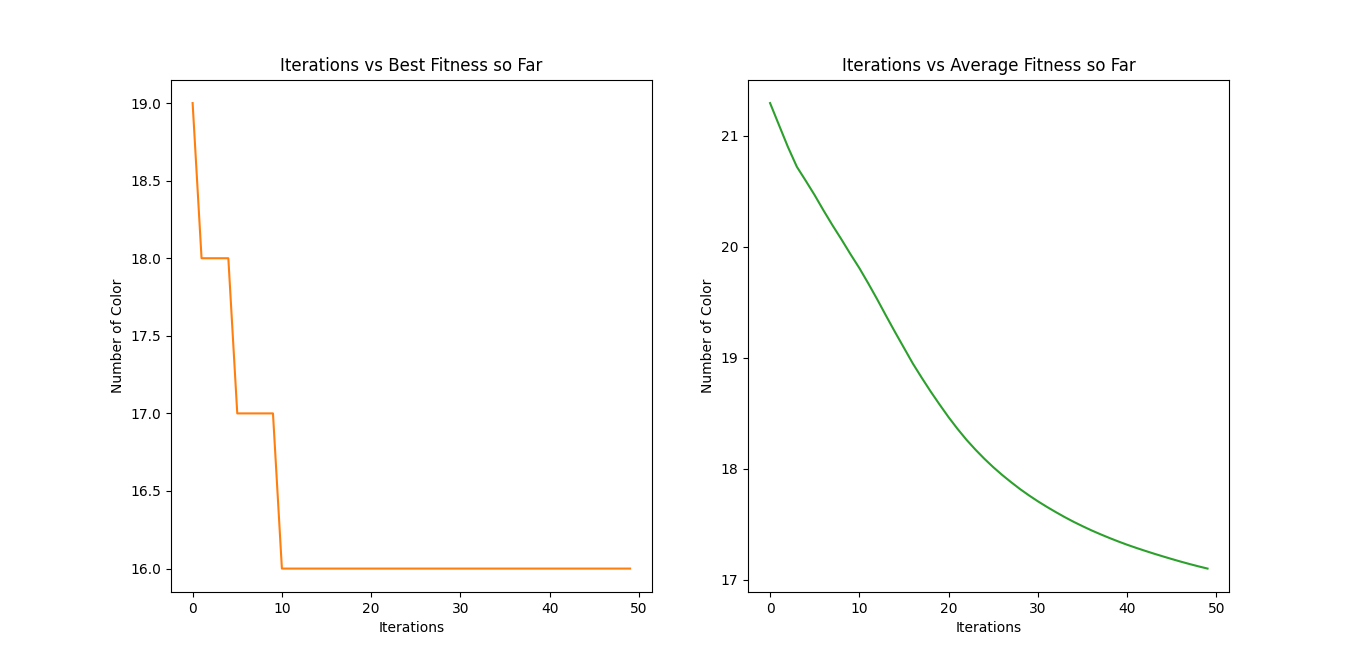 Iterations vs Best Fitness so Far
19.0
18.5
18.0
17.5
17.0
16.5
16.0
Number of Color
0 10 20 30 40 50
Iterations
Iterations vs Average Fitness so Far
21
20
19
18
17
Number of Color
0 10 20 30 40 50
Iterations